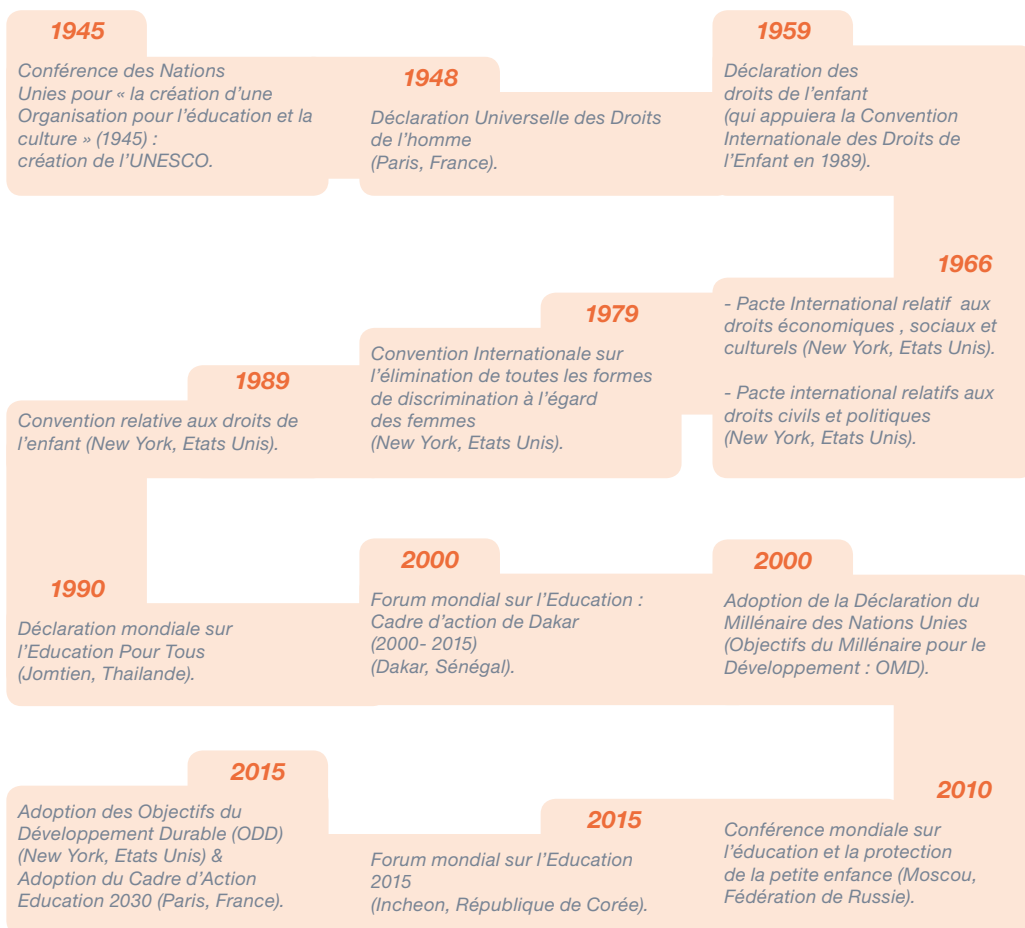 1945
Conférence des Nations
Unies pour « la création d'une
Organisation pour l'éducation et la
culture » (1945) :
création de l'UNESCO.
1948
Déclaration Universelle des Droits
de l'homme
(Paris, France).
1959
Déclaration des
droits de l'enfant
(qui appuiera la Convention
Internationale des Droits de
l'Enfant en 1989).
1966
- Pacte International relatif aux
droits économiques , sociaux et
culturels (New York, Etats Unis).
- Pacte international relatifs aux
droits civils et politiques
(New York, Etats Unis).
1979
Convention Internationale sur
l'élimination de toutes les formes
de discrimination à l'égard
des femmes
(New York, Etats Unis).
1989
Convention relative aux droits de
l'enfant (New York, Etats Unis).
1990
Déclaration mondiale sur
l'Education Pour Tous
(Jomtien, Thailande).
2000
Forum mondial sur l'Education :
Cadre d'action de Dakar
(2000- 2015)
(Dakar, Sénégal).
2000
Adoption de la Déclaration du
Millénaire des Nations Unies
(Objectifs du Millénaire pour le
Développement : OMD).
2010
Conférence mondiale sur
l'éducation et la protection
de la petite enfance (Moscou,
Fédération de Russie).
2015
Forum mondial sur l'Education
2015
(Incheon, République de Corée).
2015
Adoption des Objectifs du
Développement Durable (ODD)
(New York, Etats Unis) &
Adoption du Cadre d'Action
Education 2030 (Paris, France).